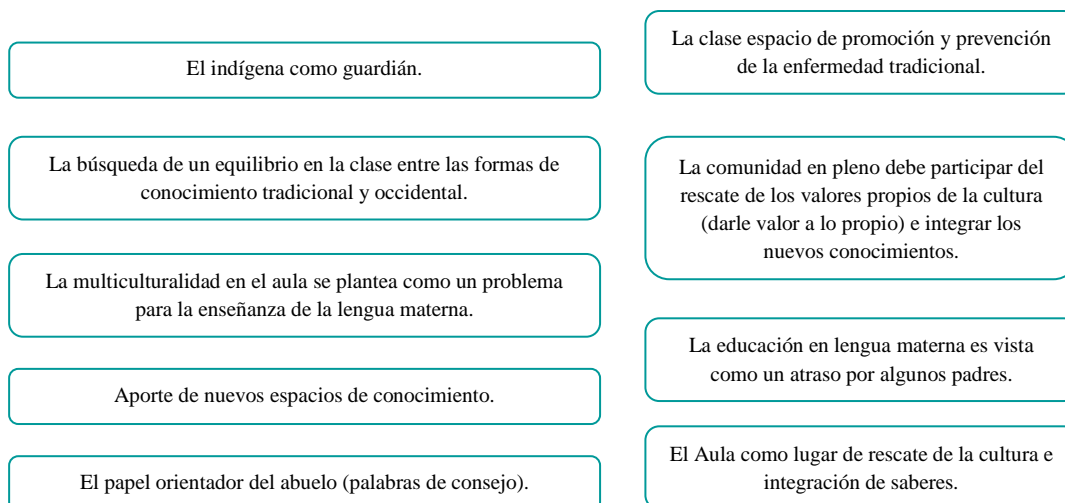 El indígena como guardián.
La búsqueda de un equilibrio en la clase entre las formas de
conocimiento tradicional y occidental.
La multiculturalidad en el aula se plantea como un problema
para la enseñanza de la lengua materna.
Aporte de nuevos espacios de conocimiento.
El papel orientador del abuelo (palabras de consejo).
La clase espacio de promoción y prevención
de la enfermedad tradicional.
La comunidad en pleno debe participar del
rescate de los valores propios de la cultura
(darle valor a lo propio) e integrar los
nuevos conocimientos.
La educación en lengua materna es vista
como un atraso por algunos padres.
El Aula como lugar de rescate de la cultura e
integración de saberes.